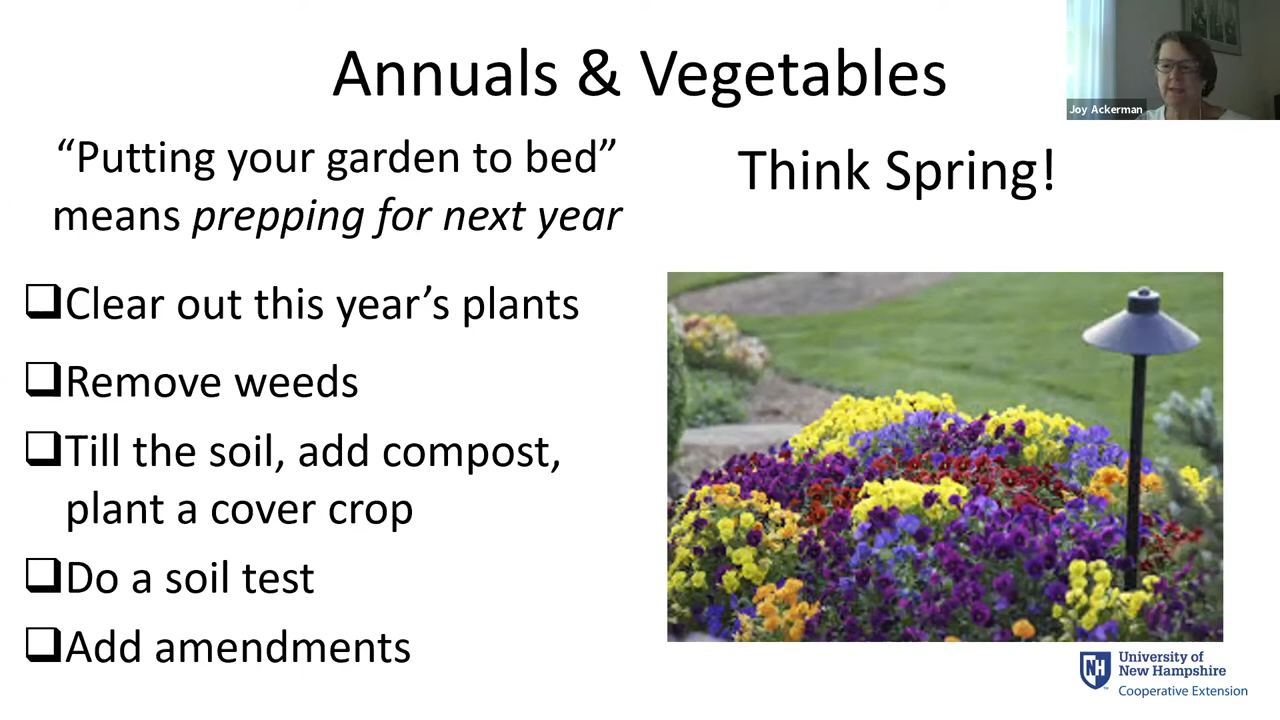 Annuals & Vegetables
Joy Ackerman
“Putting your garden to bed”
means prepping for next year
Think Spring!
❑Clear out this year’s plants
❑Remove weeds
❑Till the soil, add compost,
plant a cover crop
❑Do a soil test
❑Add amendments
NH
University of
New Hampshire
Cooperative Extension